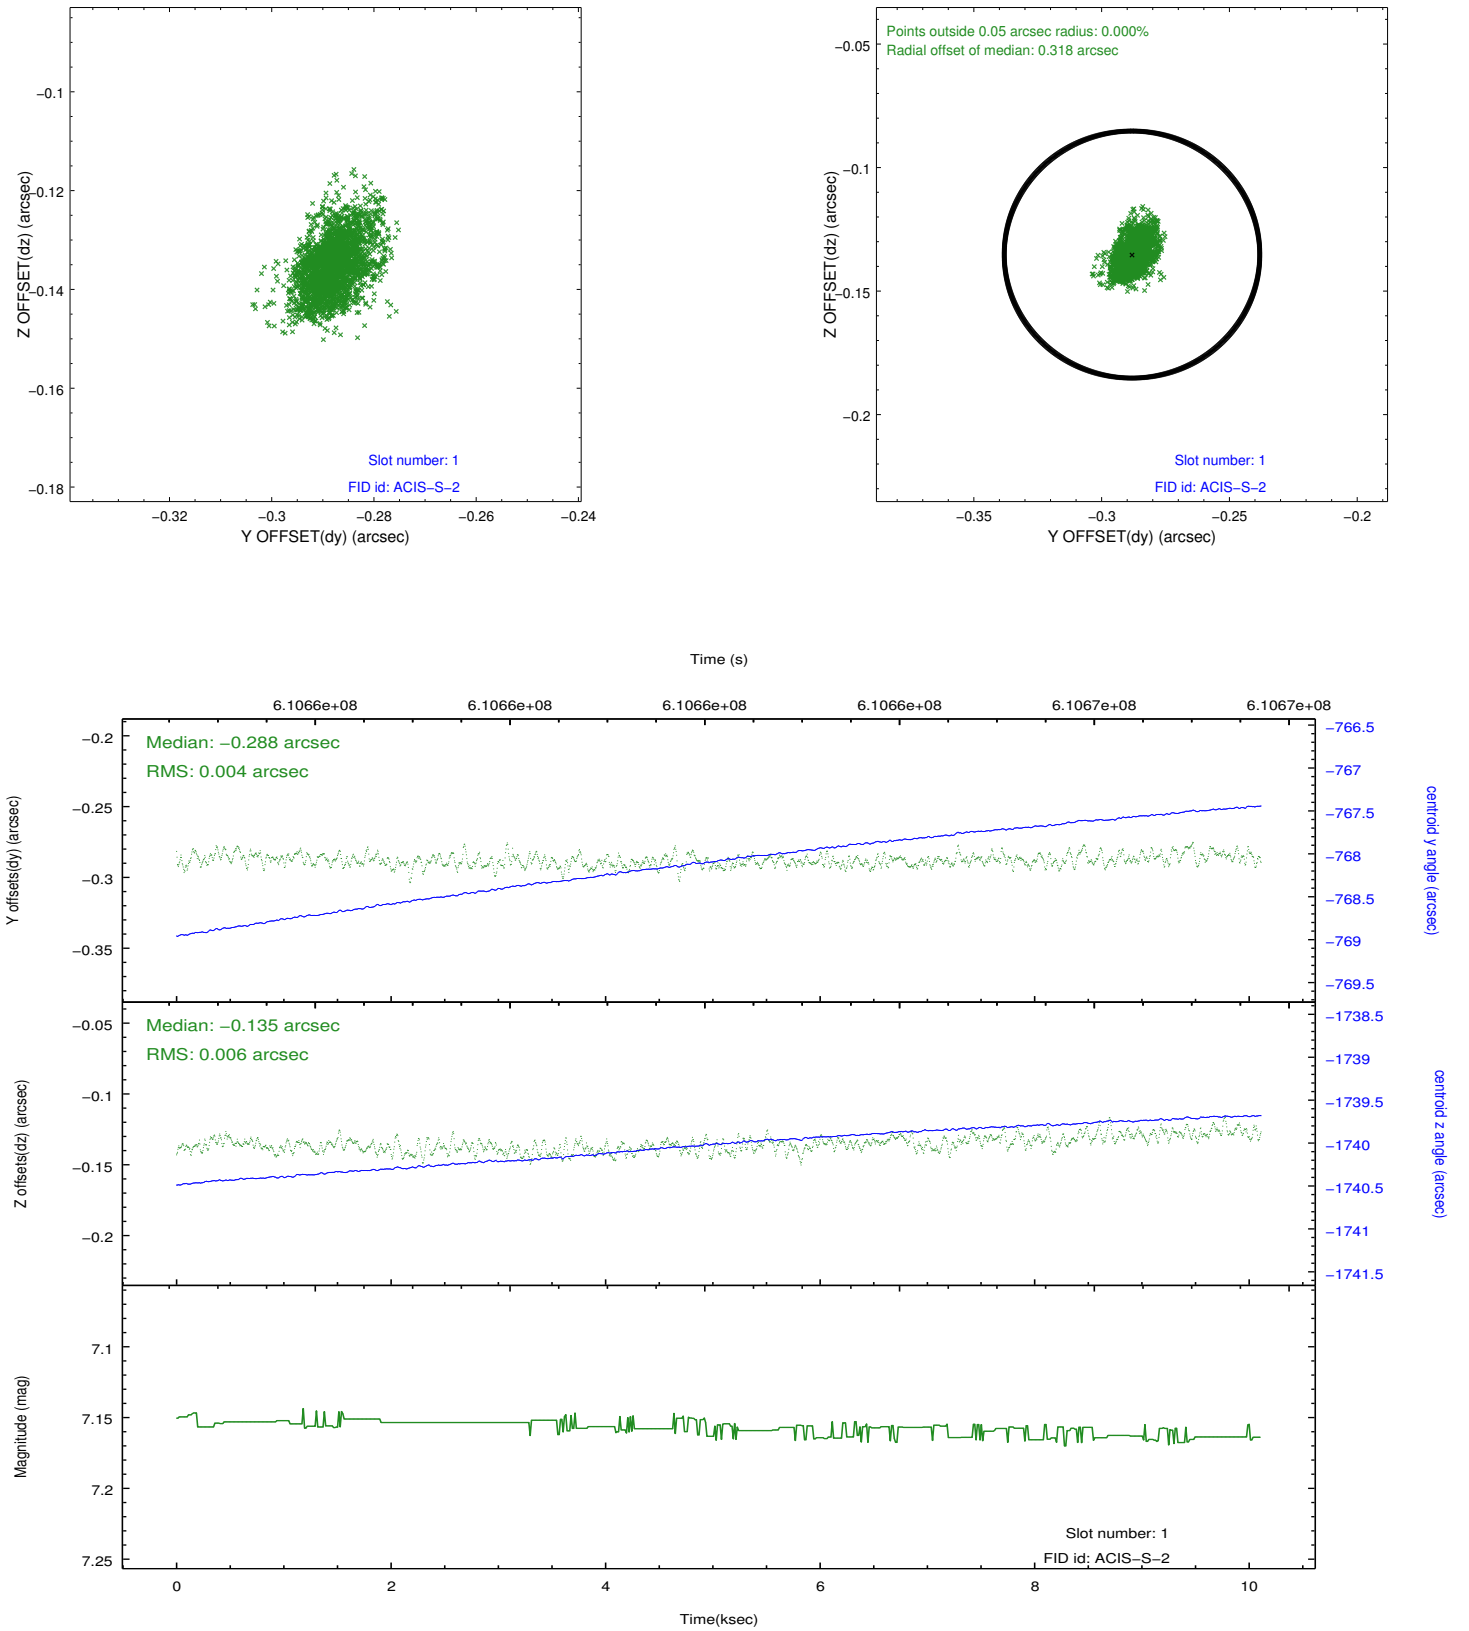 Points outside 0.05 arcsec radius: 0.000%
Radial offset of median: 0.318 arcsec
−0.1
−0.12
−0.14
−0.16
−0.18
Z OFFSET(dz) (arcsec)
Slot number: 1
FID id: ACIS−S−2
−0.32 −0.3 −0.28 −0.26 −0.24
Y OFFSET(dy) (arcsec)
−0.05
−0.1
−0.15
−0.2
Z OFFSET(dz) (arcsec)
Slot number: 1
FID id: ACIS−S−2
−0.35 −0.3 −0.25 −0.2
Y OFFSET(dy) (arcsec)
Time (s)
6.1066e+08 6.1066e+08 6.1066e+08 6.1066e+08 6.1067e+08 6.1067e+08
Median: −0.288 arcsec
RMS: 0.004 arcsec
−0.2
−0.25
−0.3
−0.35
Y offsets(dy) (arcsec)
−766.5
−767
−767.5
−768
−768.5
−769
−769.5
centroid y angle (arcsec)
Median: −0.135 arcsec
RMS: 0.006 arcsec
−0.05
−0.1
−0.15
−0.2
Z offsets(dz) (arcsec)
−1738.5
−1739
−1739.5
−1740
−1740.5
−1741
−1741.5
centroid z angle (arcsec)
7.1
7.15
7.2
7.25
Magnitude (mag)
Slot number: 1
FID id: ACIS−S−2
0 2 4 6 8 10
Time(ksec)